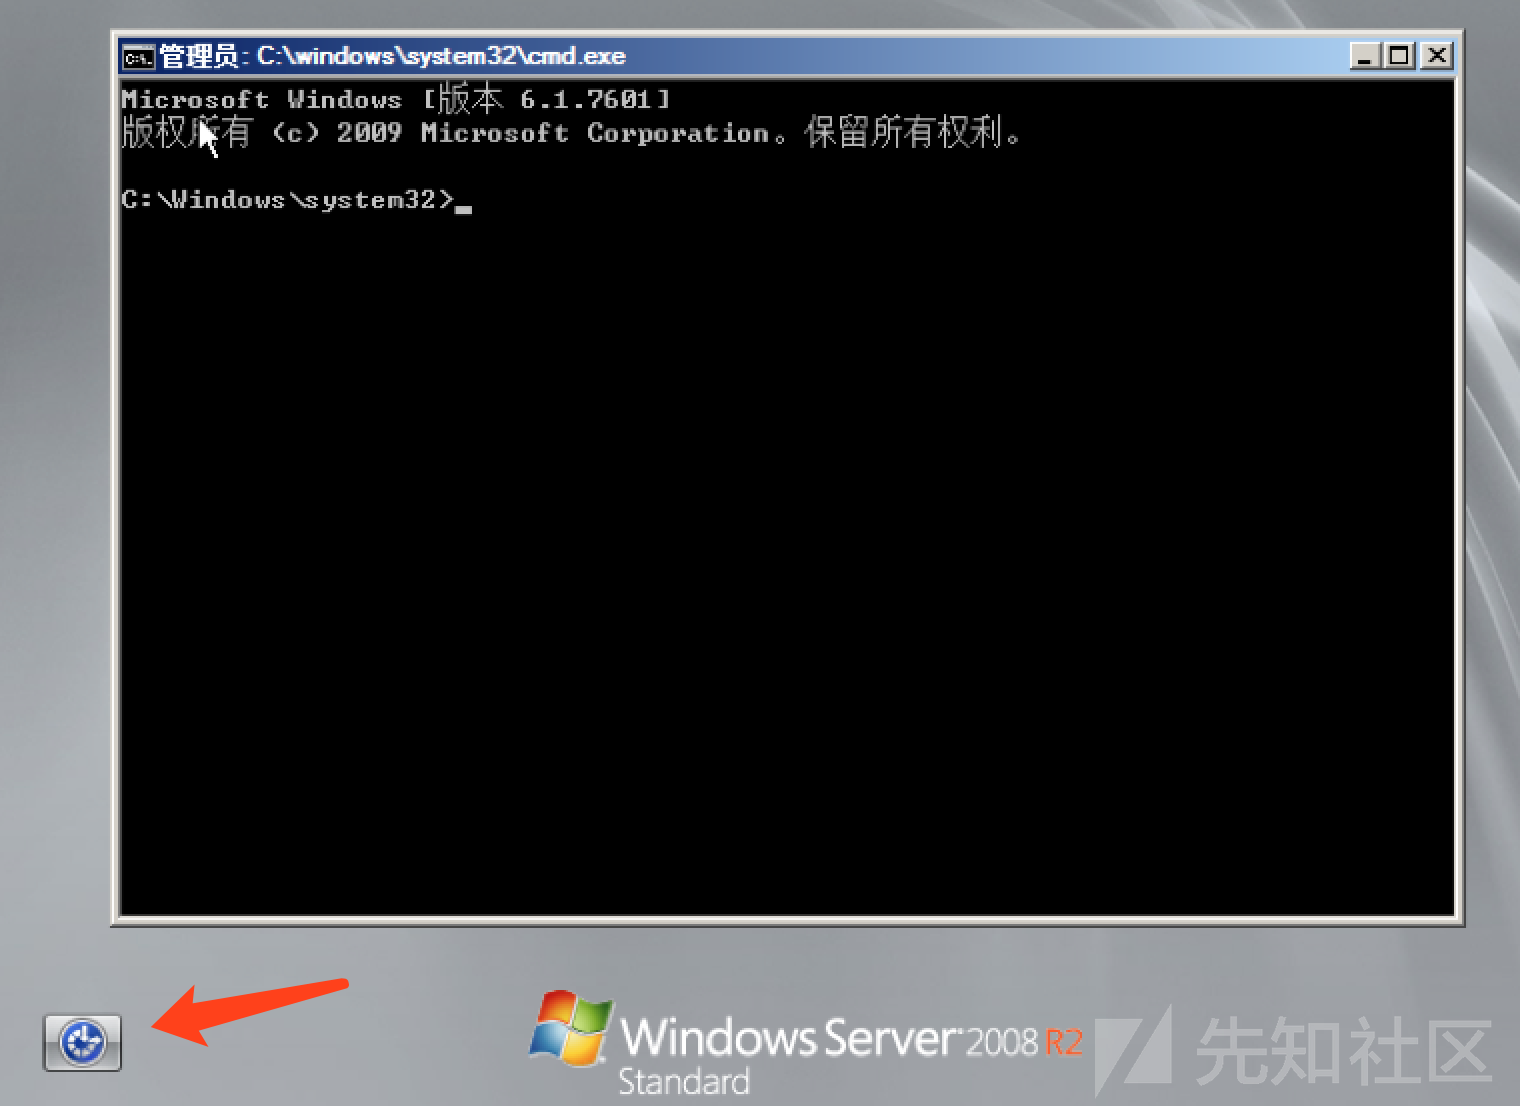 管理员: C:\windows\system32\cmd.exe
Microsoft Windows [版本 6.1.7601]
版权所有 (c) 2009 Microsoft Corporation。保留所有权利。
C:\Windows\system32>_
Windows Server 2008 R2
Standard
先知社区